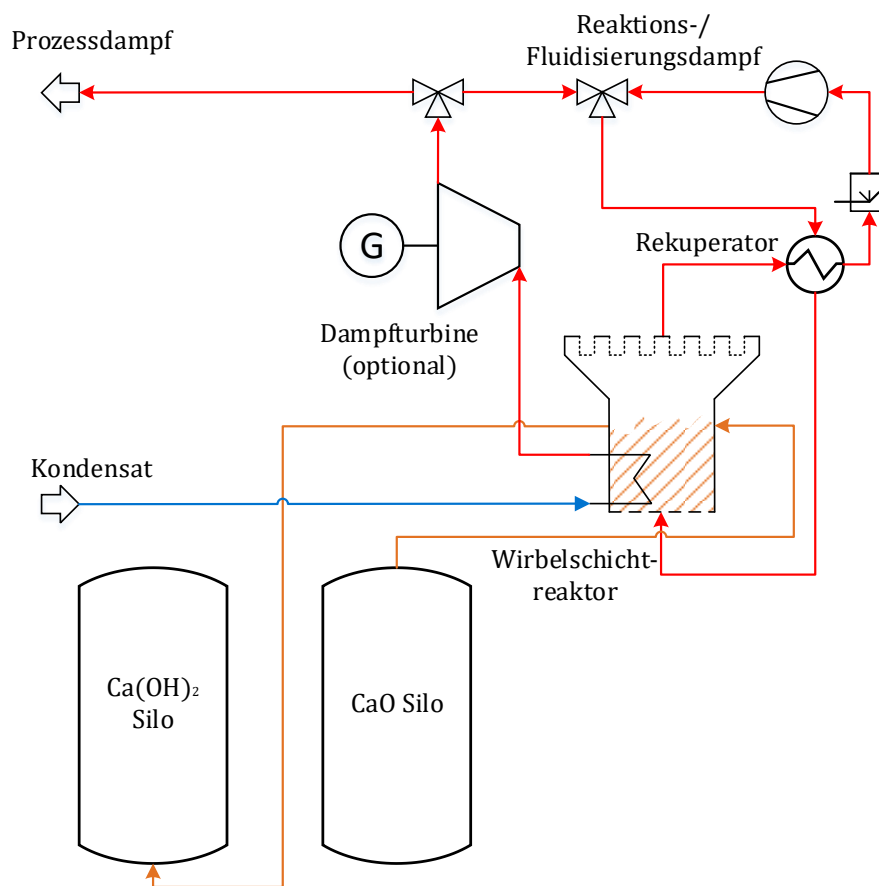 Prozessdampf
Reaktions-/
Fluidisierungsdampf
Rekuperator
G
Dampfturbine
(optional)
Kondensat
Wirbelschicht-
reaktor
Ca(OH)₂
Silo
CaO Silo